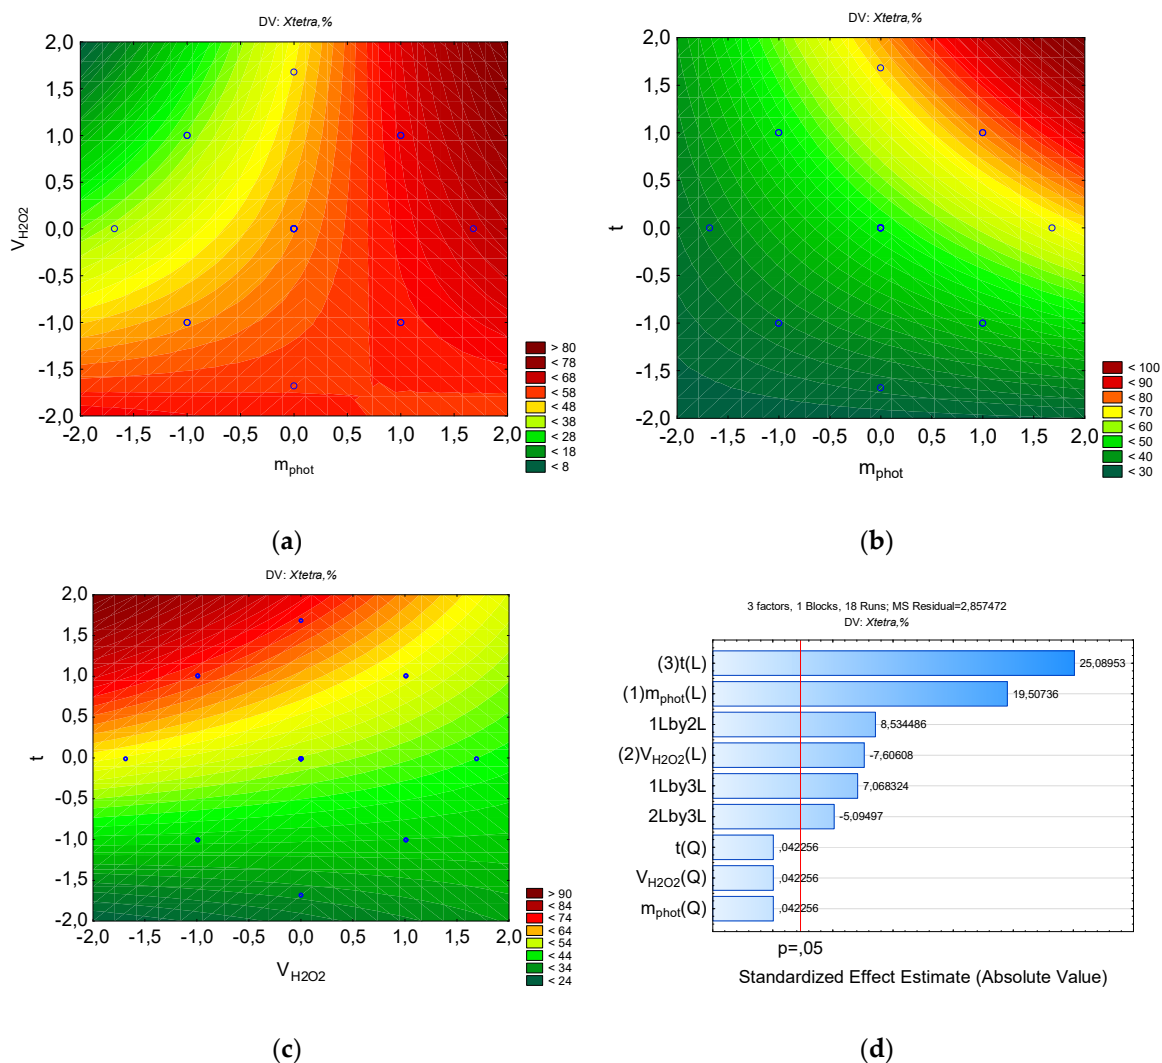 DV: Xtetra,%
2,0
1,5
1,0
0,5
0,0
-0,5
-1,0
-1,5
-2,0
V_H2O2
-2,0 -1,5 -1,0 -0,5 0,0 0,5 1,0 1,5 2,0
m_phot
> 80
< 78
< 68
< 58
< 48
< 38
< 28
< 18
< 8
(a)
DV: Xtetra,%
2,0
1,5
1,0
0,5
0,0
-0,5
-1,0
-1,5
-2,0
t
-2,0 -1,5 -1,0 -0,5 0,0 0,5 1,0 1,5 2,0
m_phot
< 100
< 90
< 80
< 70
< 60
< 50
< 40
< 30
(b)
DV: Xtetra,%
2,0
1,5
1,0
0,5
0,0
-0,5
-1,0
-1,5
-2,0
t
-2,0 -1,5 -1,0 -0,5 0,0 0,5 1,0 1,5 2,0
V_H2O2
> 90
< 84
< 74
< 64
< 54
< 44
< 34
< 24
(c)
3 factors, 1 Blocks, 18 Runs; MS Residual=2,857472
DV: Xtetra,%
(3)t(L) 25,08953
(1)m_phot(L) 19,50736
1Lby2L 8,534486
(2)V_H2O2(L) -7,60608
1Lby3L 7,068324
2Lby3L -5,09497
t(Q) ,042256
V_H2O2(Q) ,042256
m_phot(Q) ,042256
p=,05
Standardized Effect Estimate (Absolute Value)
(d)